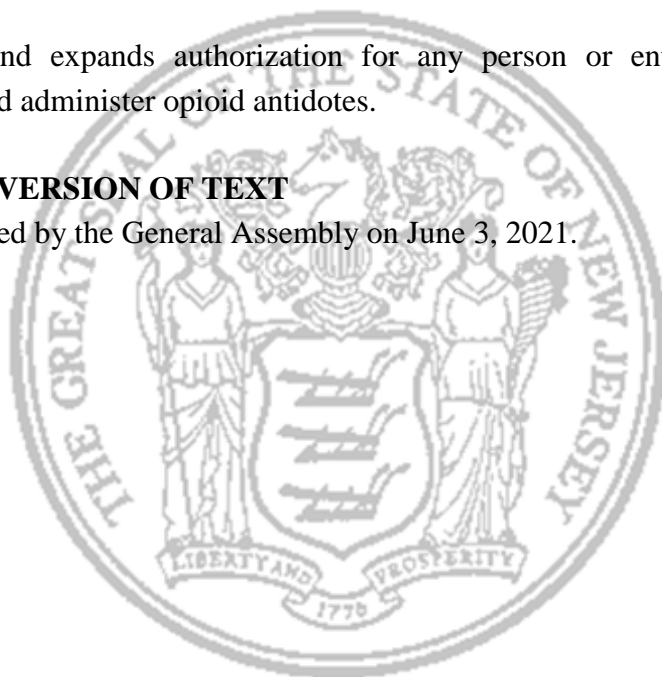 nd expands authorization for any person or ent
d administer opioid antidotes.
VERSION OF TEXT
ed by the General Assembly on June 3, 2021.
THE GREAT SEAL OF THE STATE OF NEW JERSEY
LIBERTY AND PROSPERITY
1776